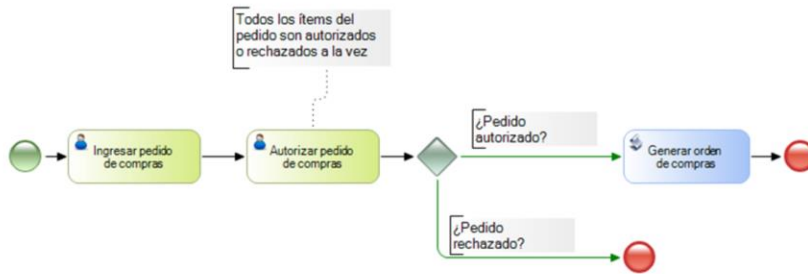 Todos los ítems del
pedido son autorizados
o rechazados a la vez
Ingresar pedido
de compras
Autorizar pedido
de compras
¿Pedido
autorizado?
Generar orden
de compras
¿Pedido
rechazado?